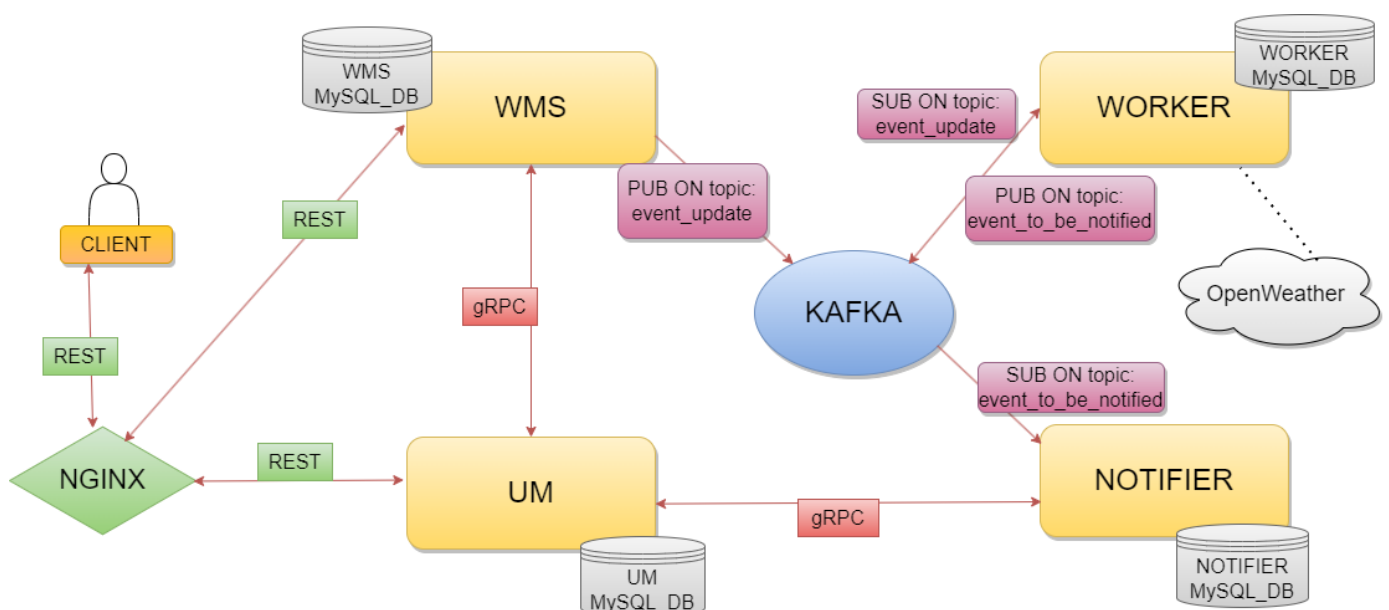 WMS
MySQL_DB
WMS
WORKER
MySQL_DB
WORKER
SUB ON topic:
event_update
PUB ON topic:
event_update
PUB ON topic:
event_to_be_notified
REST
CLIENT
OpenWeather
gRPC
KAFKA
REST
SUB ON topic:
event_to_be_notified
REST
NGINX
UM
NOTIFIER
gRPC
UM
MySQL_DB
NOTIFIER
MySQL_DB